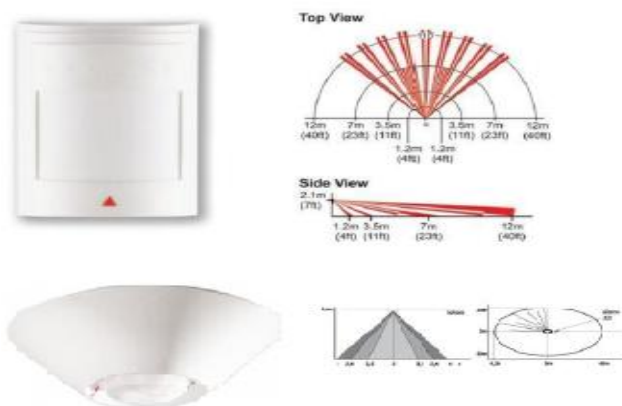 Top View
12m 7m 3.5m 3.5m 7m 12m
(40ft) (23ft) (11ft) (11ft) (23ft) (40ft)
1.2m 1.2m
(4ft) (4ft)
Side View
2.1m
(7ft)
1.2m 3.5m 7m 12m
(4ft) (11ft) (23ft) (40ft)